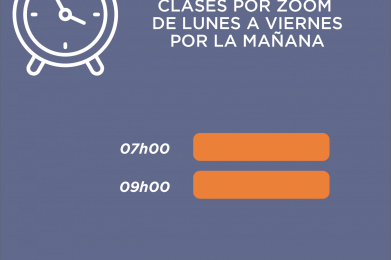 CLASES POR ZOOM
DE LUNES A VIERNES
POR LA MAÑANA
07h00
09h00